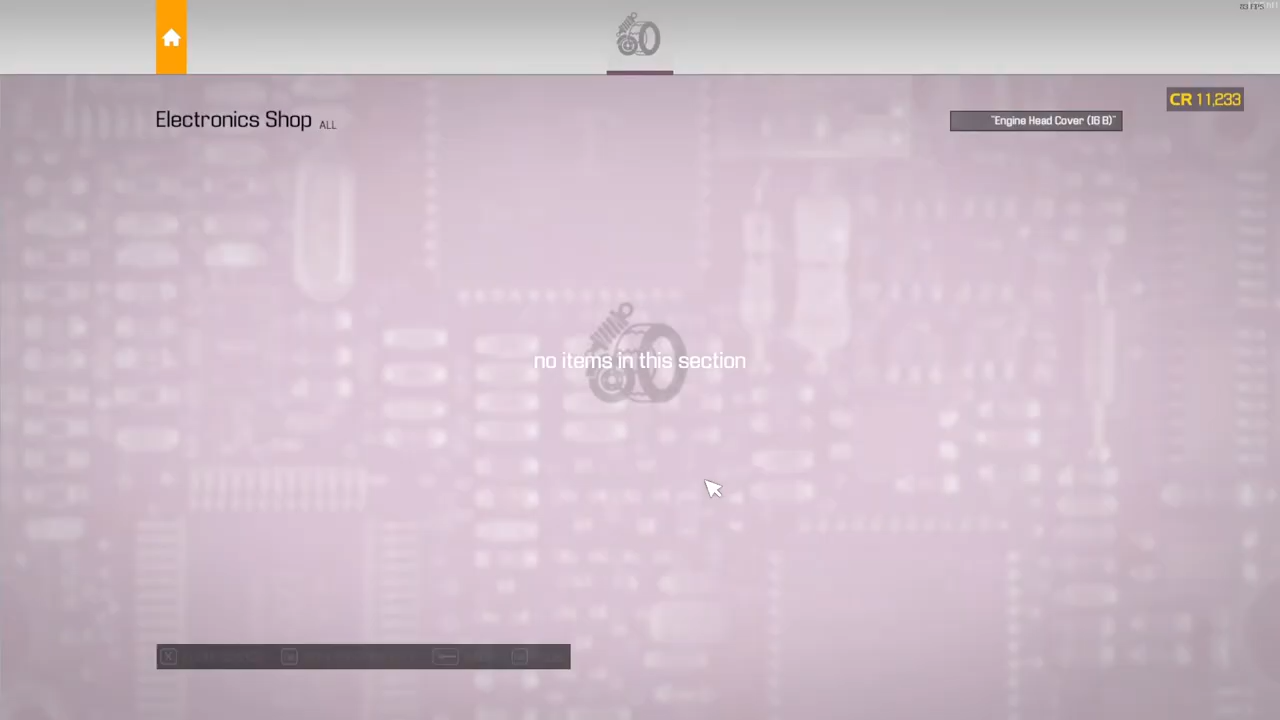 Electronics Shop ALL
"Engine Head Cover (I6 B)"
CR 11,233
no items in this section